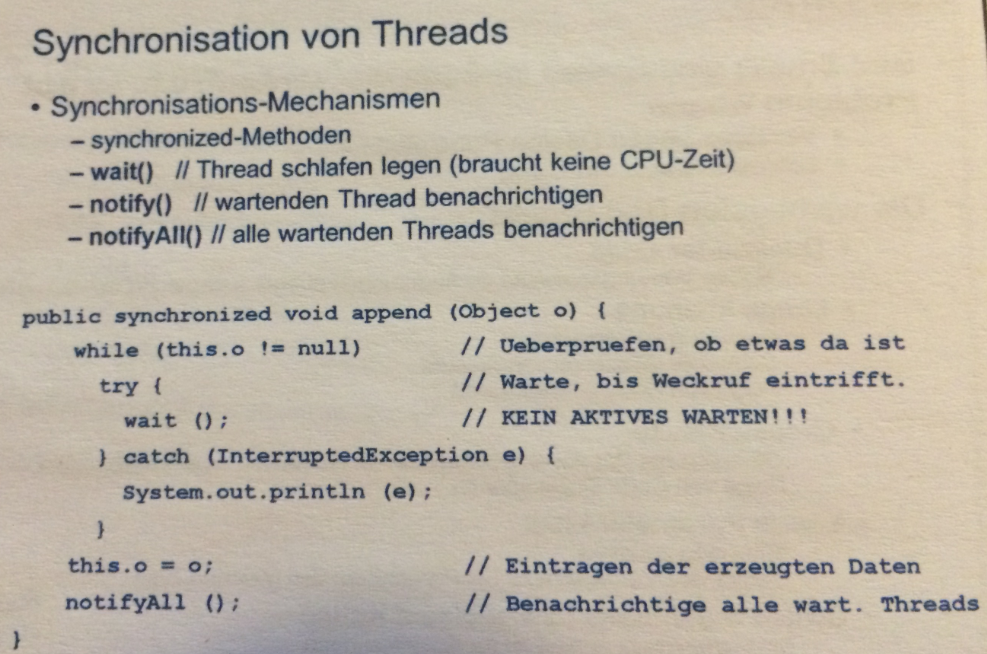 Synchronisation von Threads
• Synchronisations-Mechanismen
– synchronized-Methoden
– wait() // Thread schlafen legen (braucht keine CPU-Zeit)
– notify() // wartenden Thread benachrichtigen
– notifyAll() // alle wartenden Threads benachrichtigen
public synchronized void append (Object o) {
while (this.o != null) // Ueberpruefen, ob etwas da ist
try { // Warte, bis Weckruf eintrifft.
wait (); // KEIN AKTIVES WARTEN!!!
} catch (InterruptedException e) {
System.out.println (e);
}
this.o = o; // Eintragen der erzeugten Daten
notifyAll (); // Benachrichtige alle wart. Threads
}